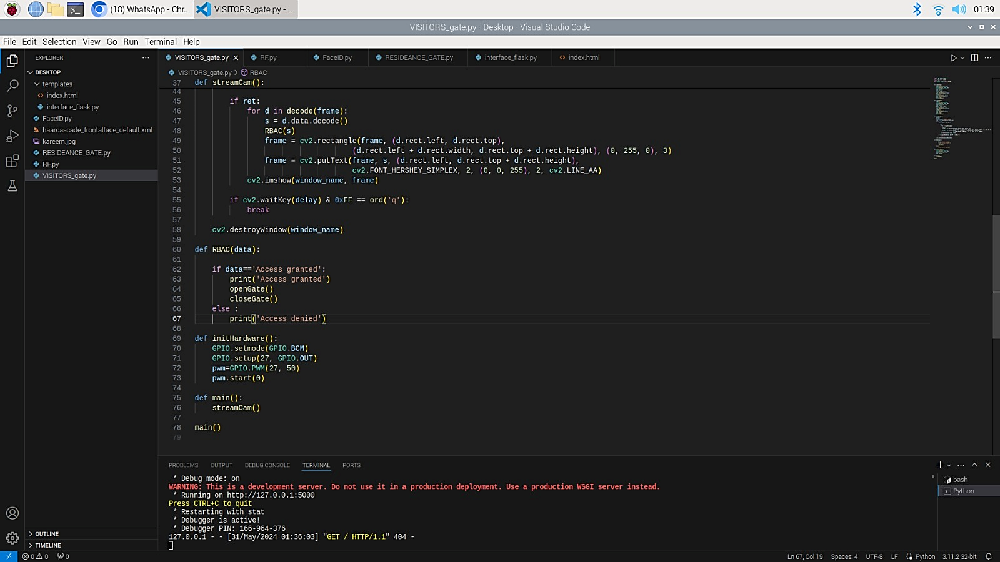 (18) WhatsApp - Chr..
VISITORS_gate.py - ..
01:39
VISITORS_gate.py - Desktop - Visual Studio Code
File Edit Selection View Go Run Terminal Help
EXPLORER
VISITORS_gate.py
RF.py
FaceID.py
RESIDEANCE_GATE.py
interface_flask.py
index.html
DESKTOP
templates
index.html
interface_flask.py
FaceID.py
haarcascade_frontalface_default.xml
kareem.jpg
RESIDEANCE_GATE.py
RF.py
VISITORS_gate.py
OUTLINE
TIMELINE
VISITORS_gate.py > RBAC
37 def streamCam():
44
45 if ret:
46 for d in decode(frame):
47 s = d.data.decode()
48 RBAC(s)
49 frame = cv2.rectangle(frame, (d.rect.left, d.rect.top),
50 (d.rect.left + d.rect.width, d.rect.top + d.rect.height), (0, 255, 0), 3)
51 frame = cv2.putText(frame, s, (d.rect.left, d.rect.top + d.rect.height),
52 cv2.FONT_HERSHEY_SIMPLEX, 2, (0, 0, 255), 2, cv2.LINE_AA)
53 cv2.imshow(window_name, frame)
54
55 if cv2.waitKey(delay) & 0xFF == ord('q'):
56 break
57
58 cv2.destroyWindow(window_name)
59
60 def RBAC(data):
61
62 if data=='Access granted':
63 print('Access granted')
64 openGate()
65 closeGate()
66 else :
67 print('Access denied')
68
69 def initHardware():
70 GPIO.setmode(GPIO.BCM)
71 GPIO.setup(27, GPIO.OUT)
72 pwm=GPIO.PWM(27, 50)
73 pwm.start(0)
74
75 def main():
76 streamCam()
77
78 main()
79
PROBLEMS OUTPUT DEBUG CONSOLE TERMINAL PORTS
* Debug mode: on
WARNING: This is a development server. Do not use it in a production deployment. Use a production WSGI server instead.
* Running on http://127.0.0.1:5000
Press CTRL+C to quit
* Restarting with stat
* Debugger is active!
* Debugger PIN: 166-964-376
127.0.0.1 - - [31/May/2024 01:36:03] "GET / HTTP/1.1" 404 -
bash
Python
0 0 0
Ln 67, Col 19 Spaces: 4 UTF-8 LF Python 3.11.2 32-bit